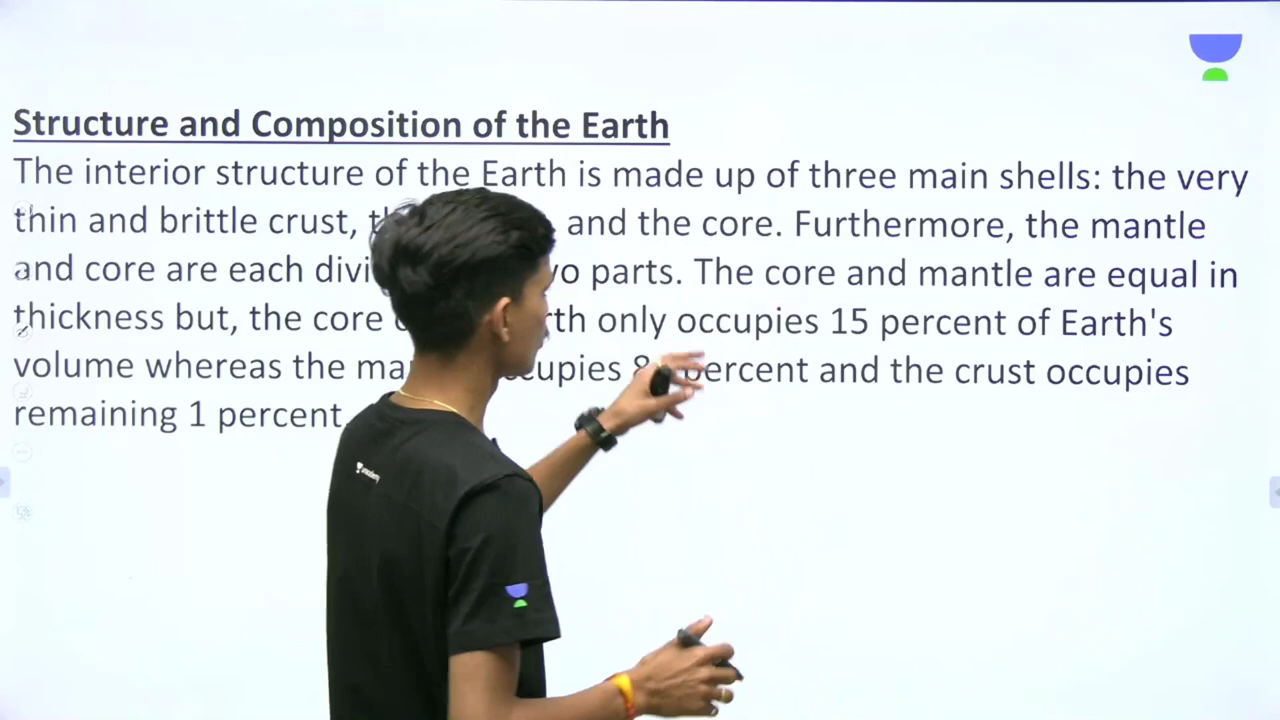 Structure and Composition of the Earth
The interior structure of the Earth is made up of three main shells: the very
thin and brittle crust, and the core. Furthermore, the mantle
and core are each parts. The core and mantle are equal in
thickness but, the core only occupies 15 percent of Earth's
volume whereas the percent and the crust occupies
remaining 1 percent.
unacademy